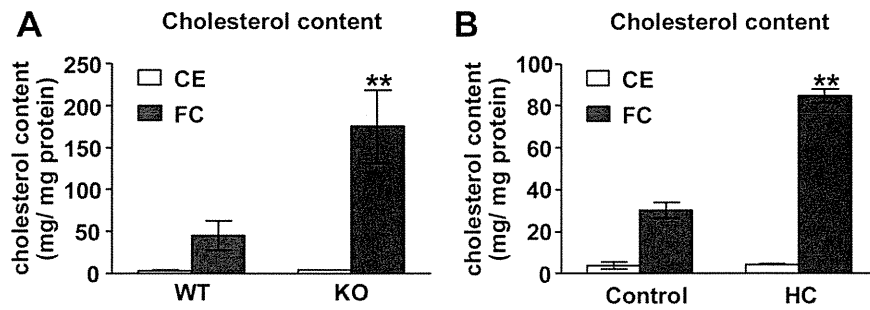 A
Cholesterol content
cholesterol content
(mg/ mg protein)
250
200
150
100
50
0
CE
FC
**
WT
KO
B
Cholesterol content
cholesterol content
(mg/ mg protein)
100
80
60
40
20
0
CE
FC
**
Control
HC